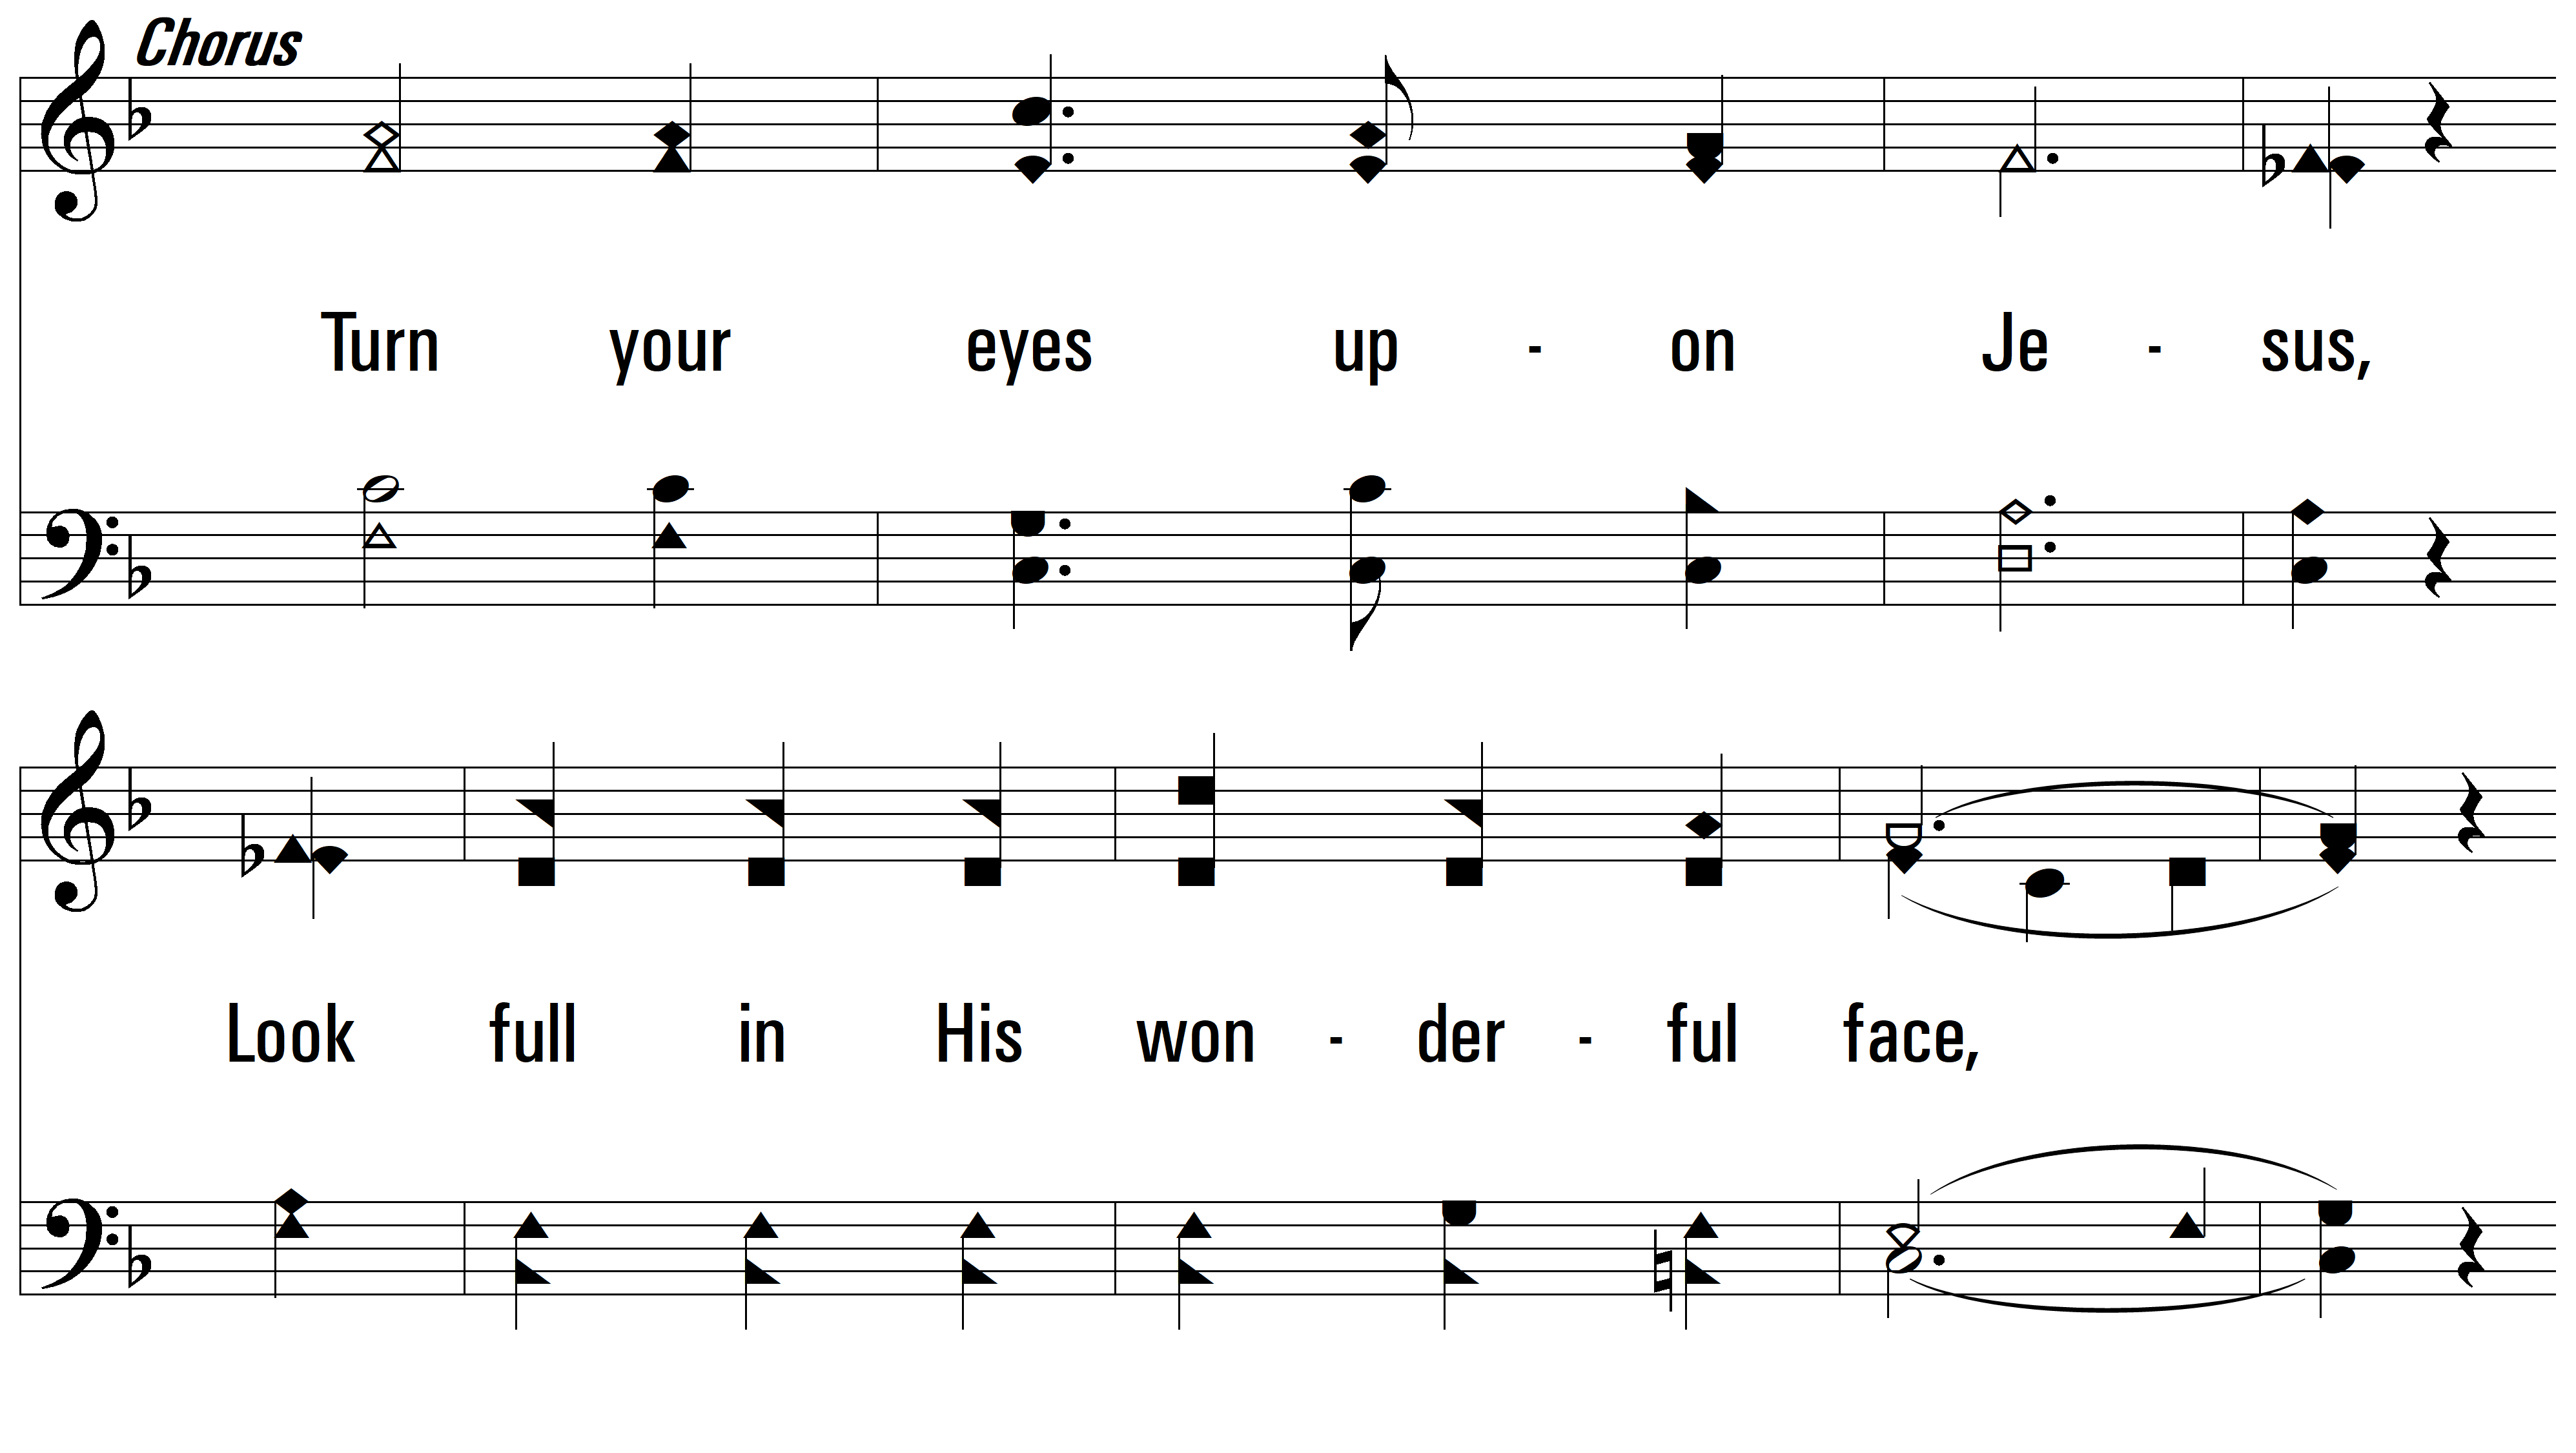 Chorus
Turn your eyes up - on Je - sus,
Look full in His won - der - ful face,